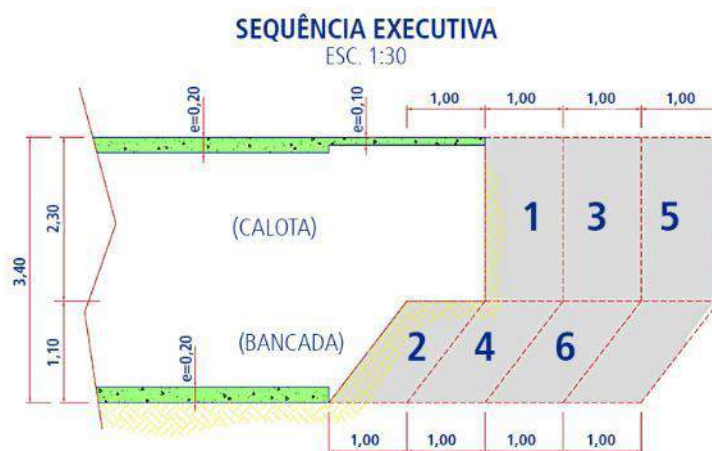 SEQUÊNCIA EXECUTIVA
ESC. 1:30
e=0,20
e=0,10
1,00 1,00 1,00 1,00
3,40
2,30
(CALOTA)
1 3 5
1,10
(BANCADA)
e=0,20
2 4 6
1,00 1,00 1,00 1,00